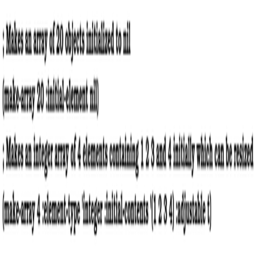 ; Makes an array of 20 objects initialized to nil
(make-array 20 :initial-element nil)
; Makes an integer array of 4 elements containing 1 2 3 and 4 initially which can be resized
(make-array 4 :element-type 'integer :initial-contents '(1 2 3 4) :adjustable t)